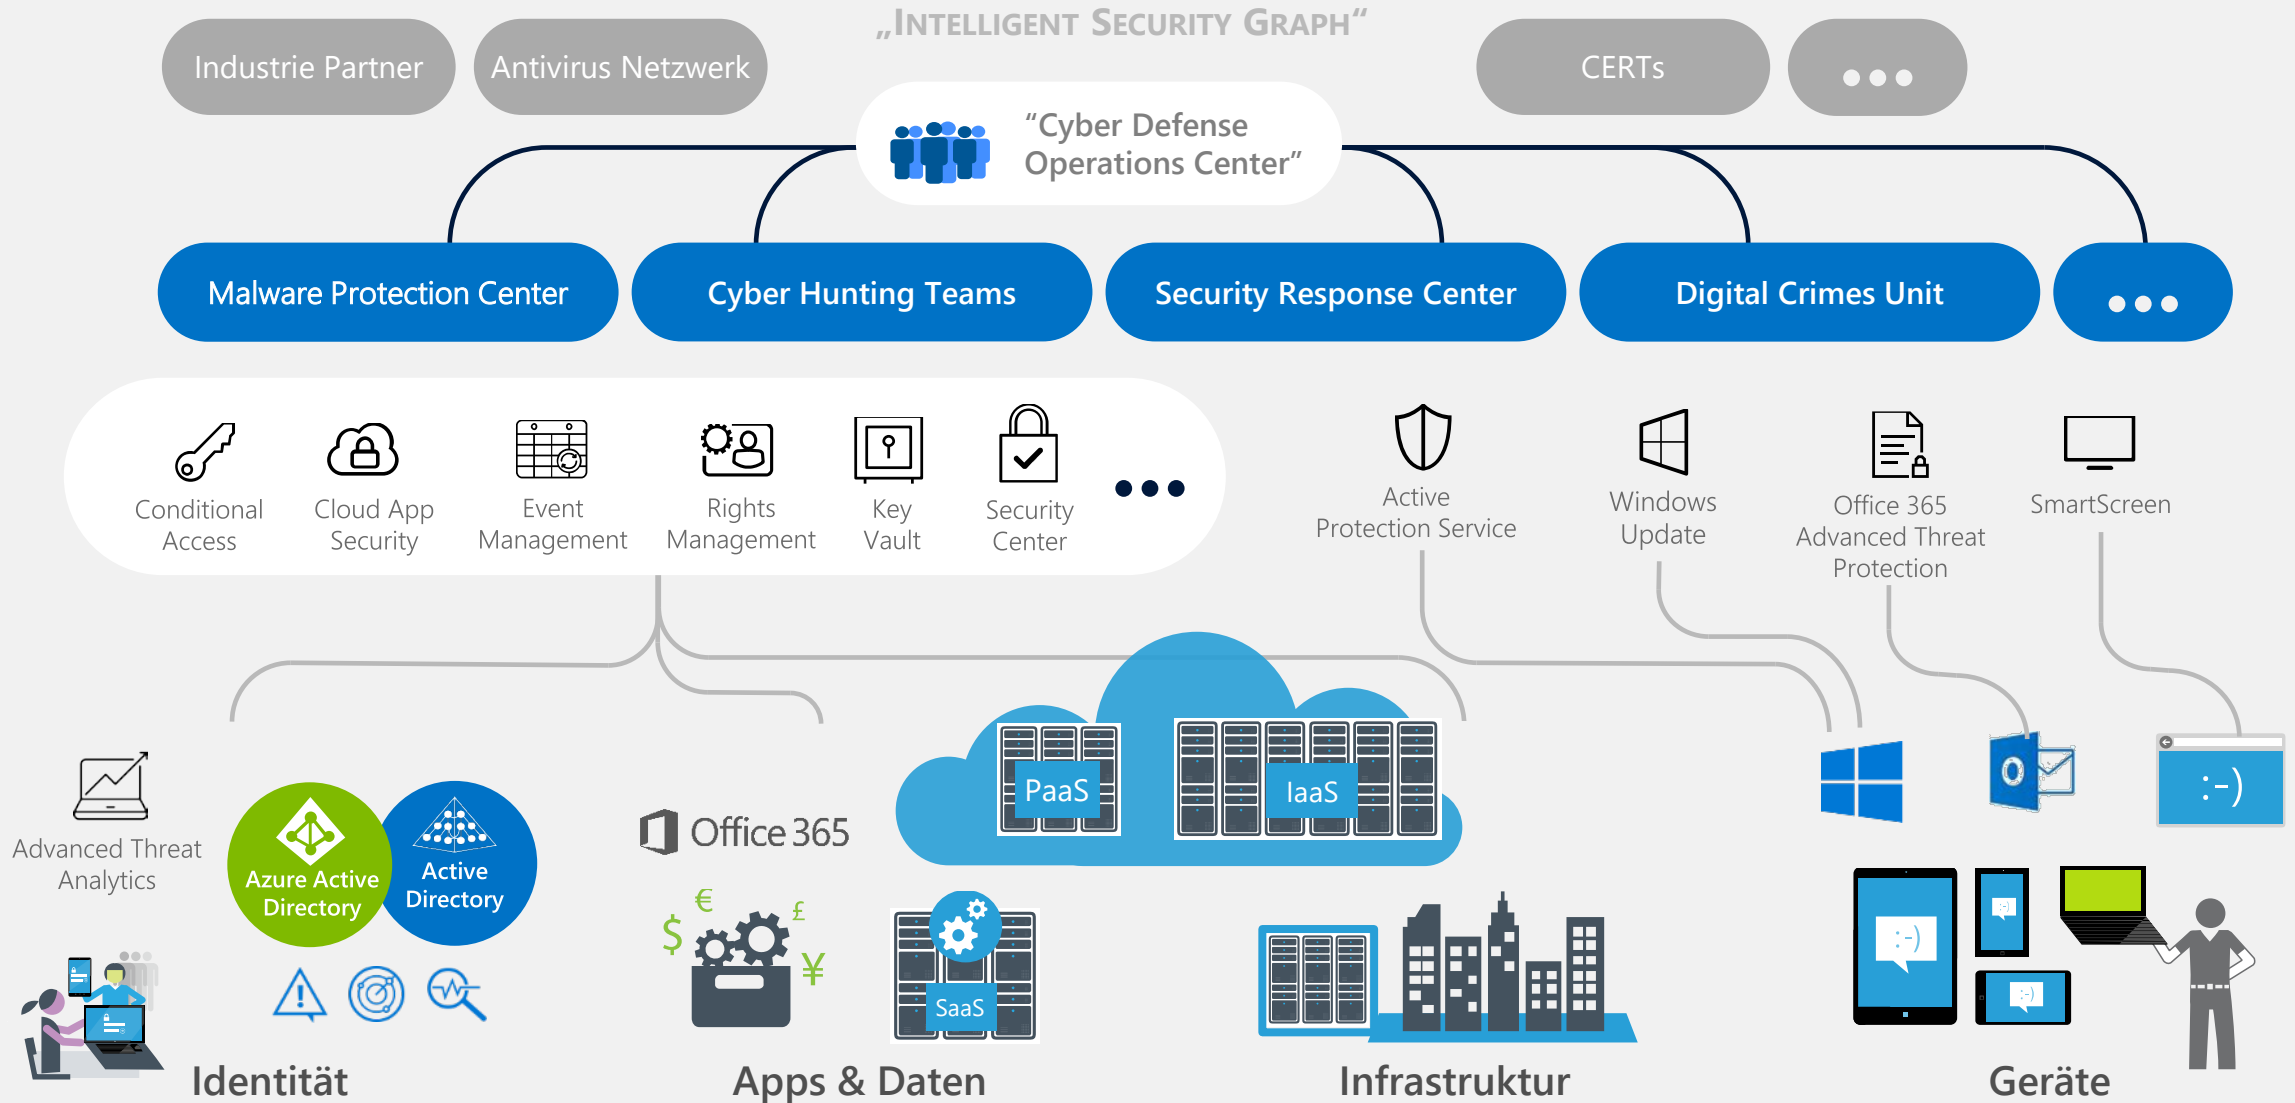 „INTELLIGENT SECURITY GRAPH“
Industrie Partner
Antivirus Netzwerk
CERTs
“Cyber Defense
Operations Center”
Malware Protection Center
Cyber Hunting Teams
Security Response Center
Digital Crimes Unit
Conditional
Access
Cloud App
Security
Event
Management
Rights
Management
Key
Vault
Security
Center
Active
Protection Service
Windows
Update
Office 365
Advanced Threat
Protection
SmartScreen
Advanced Threat
Analytics
Azure Active
Directory
Active
Directory
Office 365
$ € £ ¥
PaaS
IaaS
SaaS
:-)
:-)
:-)
:-)
Identität
Apps & Daten
Infrastruktur
Geräte